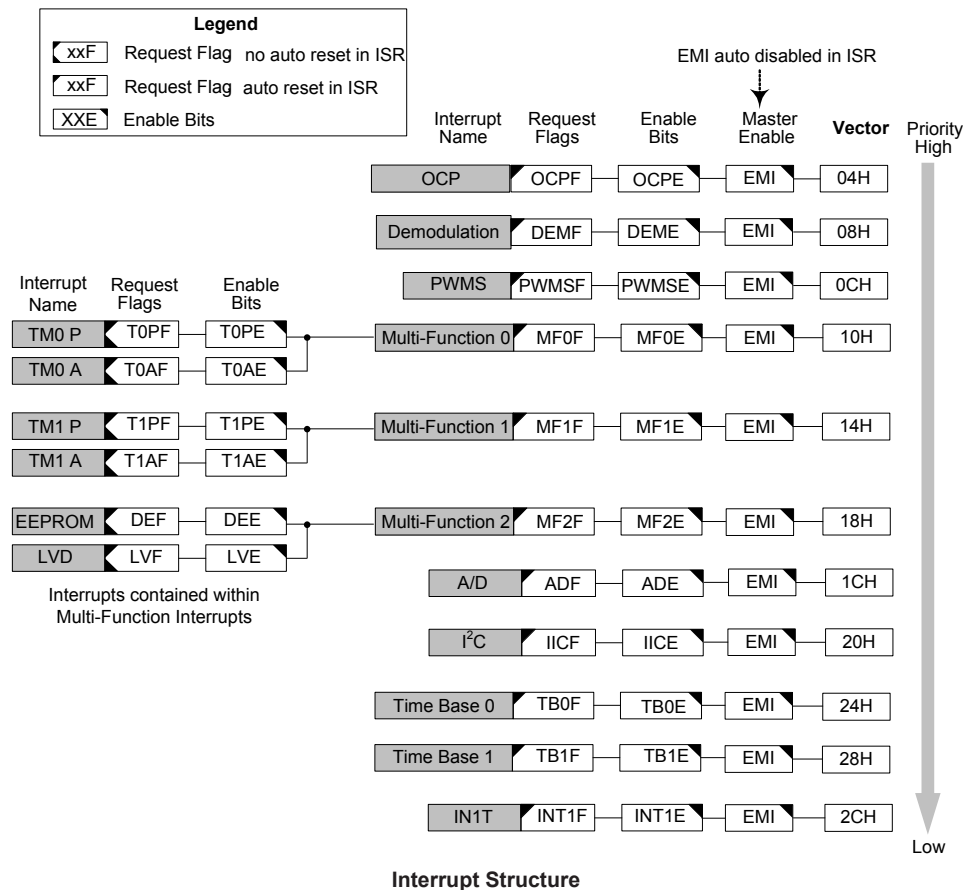 Legend
xxF Request Flag no auto reset in ISR
xxF Request Flag auto reset in ISR
XXE Enable Bits
EMI auto disabled in ISR
Interrupt Name Request Flags Enable Bits Master Enable Vector Priority High
OCP OCPF OCPE EMI 04H
Demodulation DEMF DEME EMI 08H
PWMS PWMSF PWMSE EMI 0CH
Interrupt Name Request Flags Enable Bits
TM0 P T0PF T0PE Multi-Function 0 MF0F MF0E EMI 10H
TM0 A T0AF T0AE
TM1 P T1PF T1PE Multi-Function 1 MF1F MF1E EMI 14H
TM1 A T1AF T1AE
EEPROM DEF DEE Multi-Function 2 MF2F MF2E EMI 18H
LVD LVF LVE
Interrupts contained within
Multi-Function Interrupts
A/D ADF ADE EMI 1CH
I²C IICF IICE EMI 20H
Time Base 0 TB0F TB0E EMI 24H
Time Base 1 TB1F TB1E EMI 28H
IN1T INT1F INT1E EMI 2CH
Low
Interrupt Structure